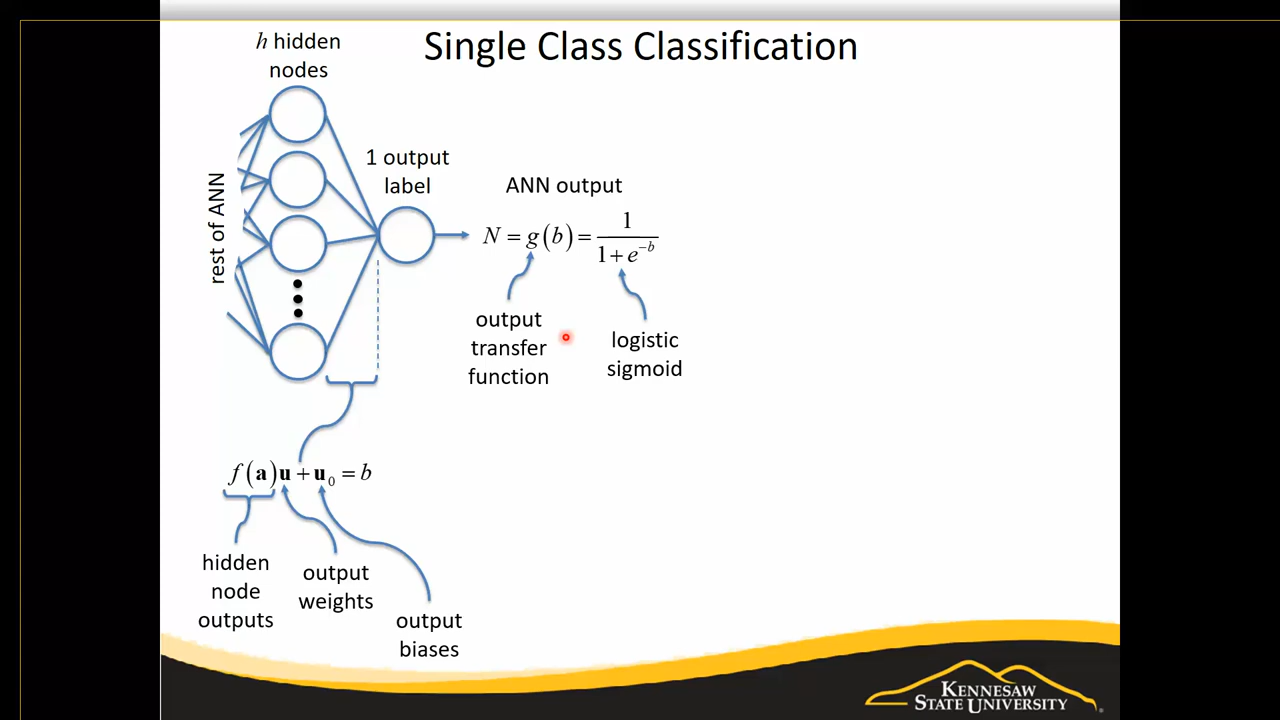 Single Class Classification
h hidden
nodes
rest of ANN
1 output
label
ANN output
N = g(b) = 1 / (1 + e^{-b})
output
transfer
function
logistic
sigmoid
f(a)u + u₀ = b
hidden
node
outputs
output
weights
output
biases
KENNESAW
STATE UNIVERSITY